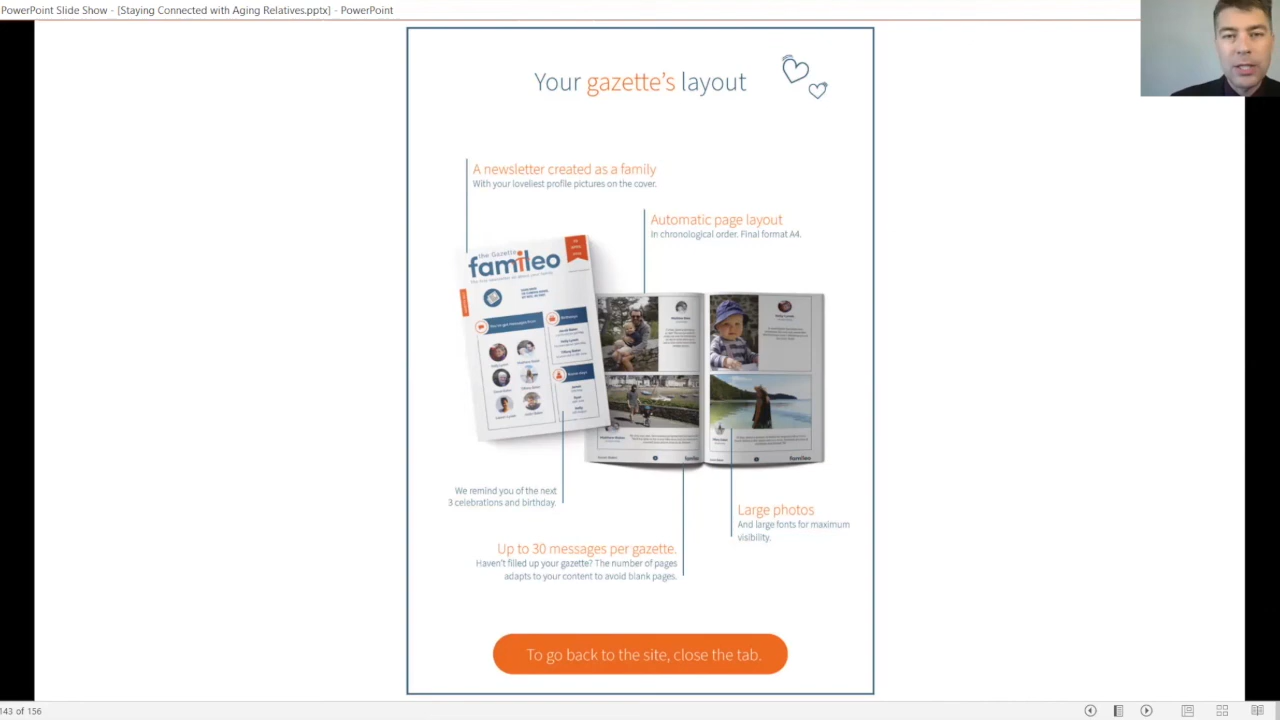 PowerPoint Slide Show - [Staying Connected with Aging Relatives.pptx] - PowerPoint
Your gazette's layout
A newsletter created as a family
With your loveliest profile pictures on the cover.
Automatic page layout
In chronological order. Final format A4.
the Gazette
famileo
famileo
famileo
We remind you of the next
3 celebrations and birthday.
Large photos
And large fonts for maximum
visibility.
Up to 30 messages per gazette.
Haven't filled up your gazette? The number of pages
adapts to your content to avoid blank pages.
To go back to the site, close the tab.
143 of 156